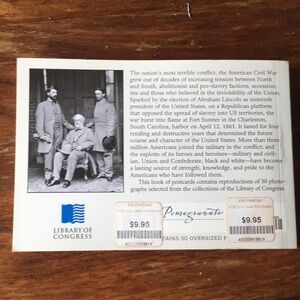 The nation's most terrible conflict, the American Civil War
grew out of decades of increasing tension between North
and South, abolitionist and pro-slavery factions, secession-
ists and those who believed in the inviolability of the Union.
Sparked by the election of Abraham Lincoln as sixteenth
president of the United States, on a Republican platform
that opposed the spread of slavery into US territories, the
war burst into flame at Fort Sumter in the Charleston,
South Carolina, harbor on April 12, 1861. It lasted for four
rending and destructive years that determined the future
course and character of the United States. More than three
million Americans joined the military in the conflict; and
the exploits of its heroes and heroines—military and civil-
ian, Union and Confederate, black and white—have become
a lasting source of strength, knowledge, and pride to the
Americans who have followed them.
This book of postcards contains reproductions of 30 photo-
graphs selected from the collections of the Library of Congress.
LIBRARY OF
CONGRESS
$9.95
Pomegranate
$9.95
30 OVERSIZED